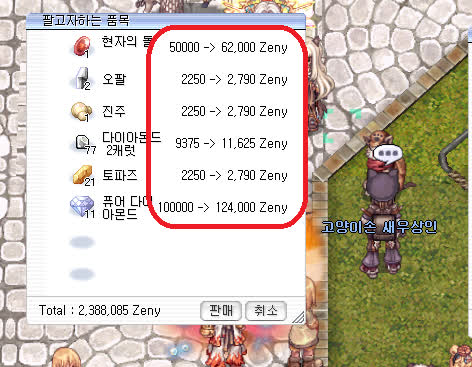 팔고자하는 품목
현자의 돌
1
50000 -> 62,000 Zeny
오팔
2
2250 -> 2,790 Zeny
진주
1
2250 -> 2,790 Zeny
다이아몬드
2캐럿
77
9375 -> 11,625 Zeny
토파즈
21
2250 -> 2,790 Zeny
퓨어 다이
아몬드
11
100000 -> 124,000 Zeny
고양이손 새우상인
Total : 2,388,085 Zeny
판매
취소